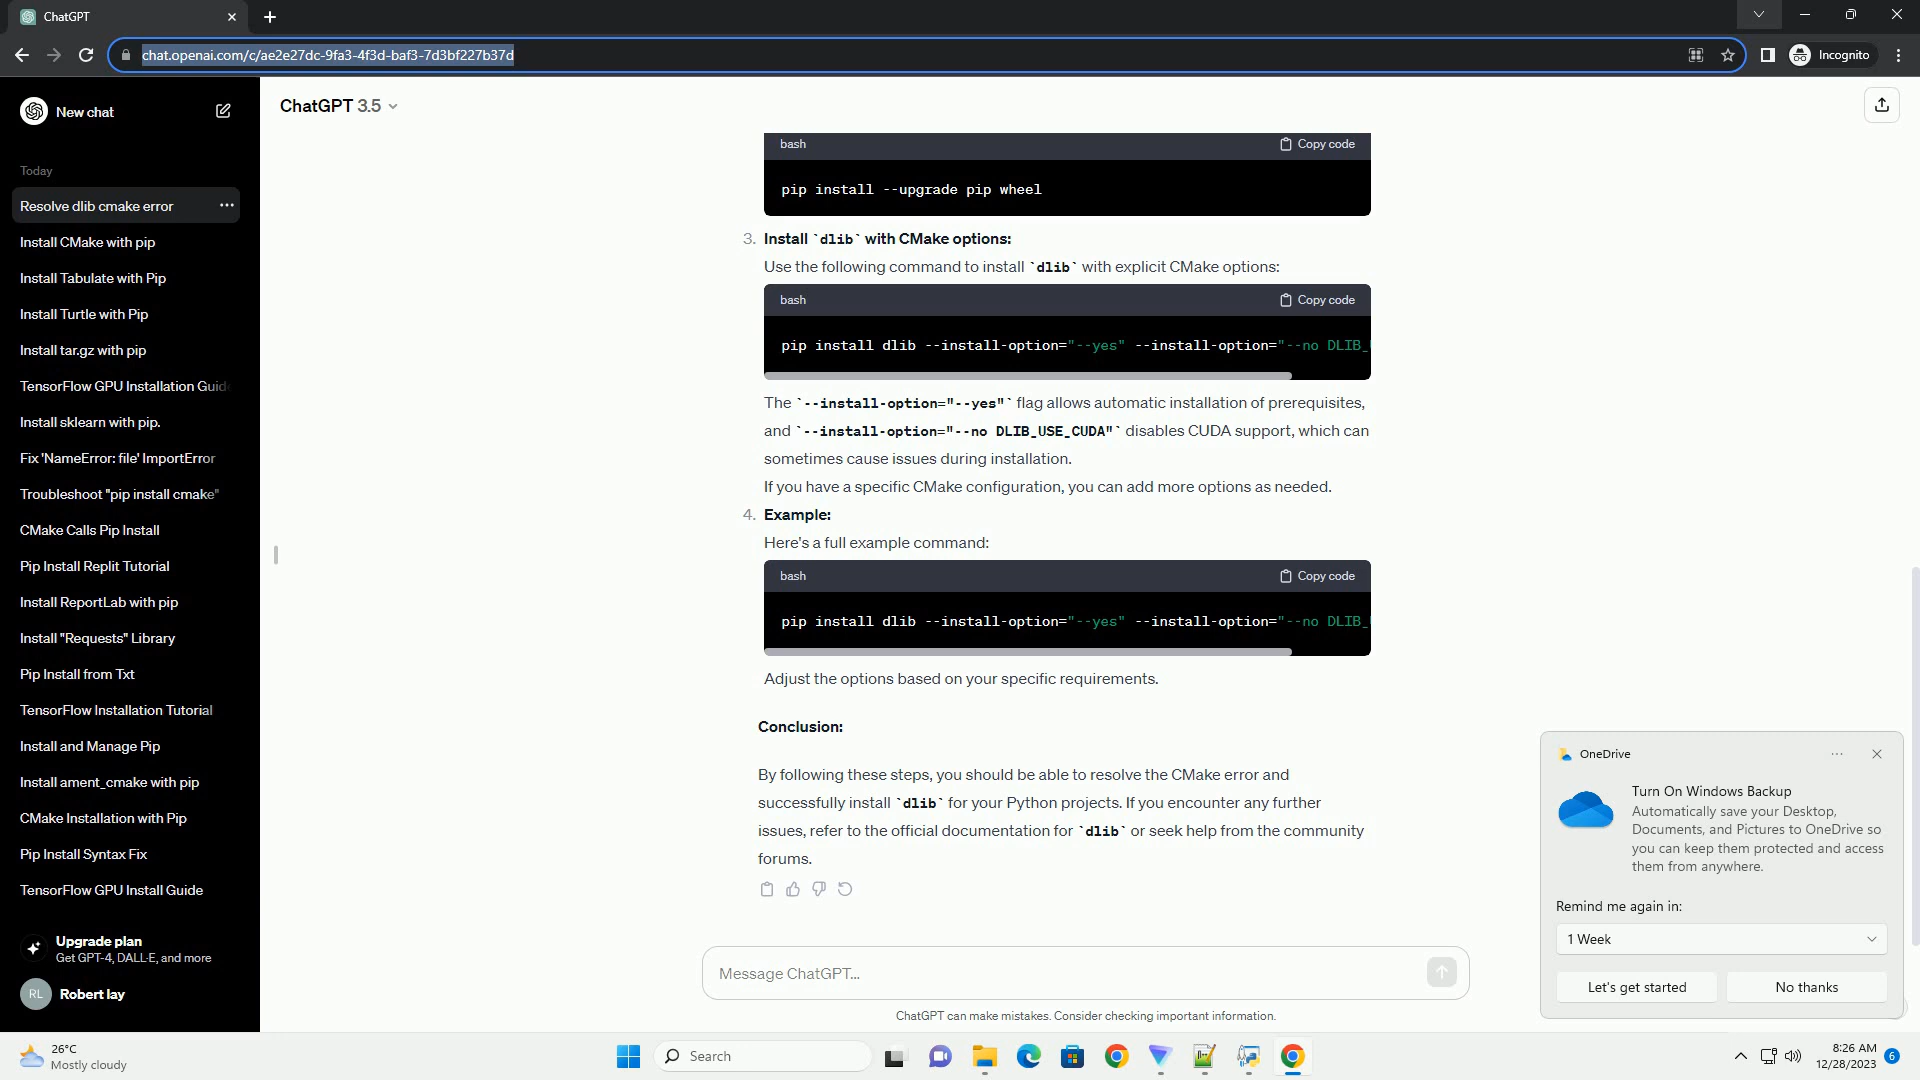 ChatGPT
chat.openai.com/c/ae2e27dc-9fa3-4f3d-baf3-7d3bf227b37d
Incognito
New chat
Today
Resolve dlib cmake error
Install CMake with pip
Install Tabulate with Pip
Install Turtle with Pip
Install tar.gz with pip
TensorFlow GPU Installation Guide
Install sklearn with pip.
Fix 'NameError: file' ImportError
Troubleshoot "pip install cmake"
CMake Calls Pip Install
Pip Install Replit Tutorial
Install ReportLab with pip
Install "Requests" Library
Pip Install from Txt
TensorFlow Installation Tutorial
Install and Manage Pip
Install ament_cmake with pip
CMake Installation with Pip
Pip Install Syntax Fix
TensorFlow GPU Install Guide
Upgrade plan
Get GPT-4, DALL·E, and more
RL
Robert lay
ChatGPT 3.5
bash
Copy code
pip install --upgrade pip wheel
3. Install `dlib` with CMake options:
Use the following command to install `dlib` with explicit CMake options:
bash
Copy code
pip install dlib --install-option="--yes" --install-option="--no DLIB_
The `--install-option="--yes"` flag allows automatic installation of prerequisites,
and `--install-option="--no DLIB_USE_CUDA"` disables CUDA support, which can
sometimes cause issues during installation.
If you have a specific CMake configuration, you can add more options as needed.
4. Example:
Here's a full example command:
bash
Copy code
pip install dlib --install-option="--yes" --install-option="--no DLIB_
Adjust the options based on your specific requirements.
Conclusion:
By following these steps, you should be able to resolve the CMake error and
successfully install `dlib` for your Python projects. If you encounter any further
issues, refer to the official documentation for `dlib` or seek help from the community
forums.
Message ChatGPT...
ChatGPT can make mistakes. Consider checking important information.
OneDrive
Turn On Windows Backup
Automatically save your Desktop,
Documents, and Pictures to OneDrive so
you can keep them protected and access
them from anywhere.
Remind me again in:
1 Week
Let's get started
No thanks
26°C
Mostly cloudy
Search
8:26 AM
12/28/2023
6